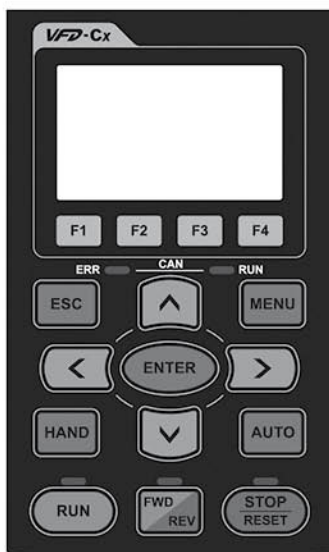 VFD-Cx
F1 F2 F3 F4
ERR CAN RUN
ESC MENU
ENTER
HAND AUTO
RUN FWD REV STOP RESET